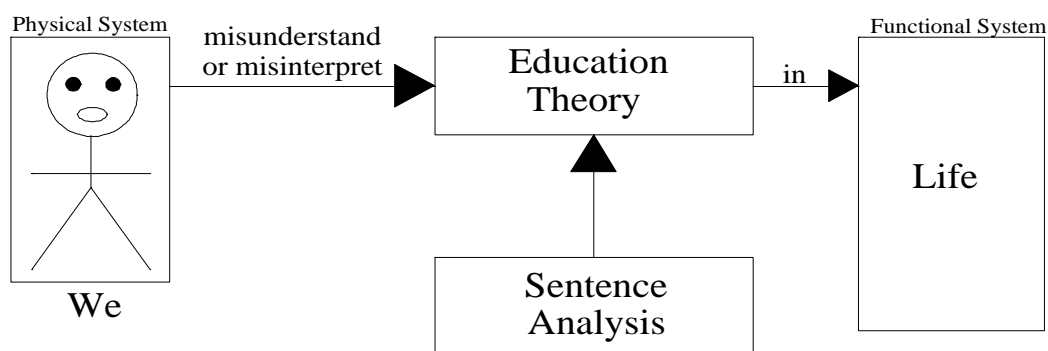 Physical System
We
misunderstand
or misinterpret
Education
Theory
in
Functional System
Life
Sentence
Analysis